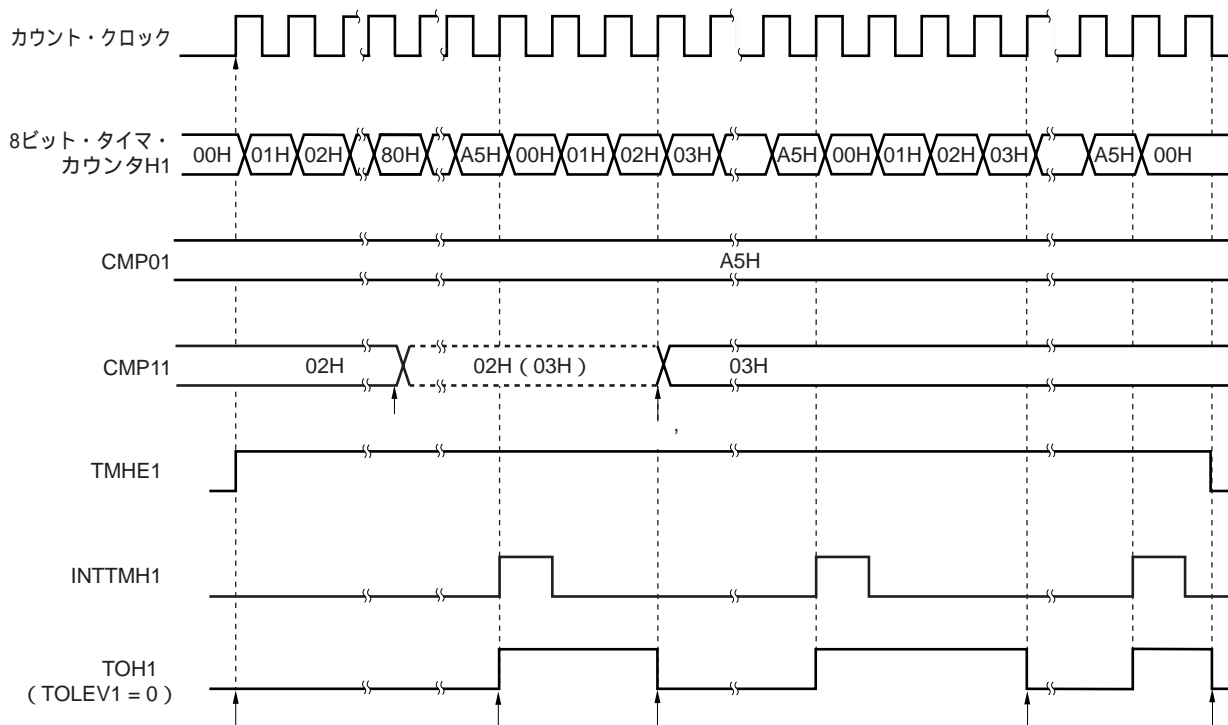 カウント・クロック
8ビット・タイマ・
カウンタH1
00H 01H 02H 80H A5H 00H 01H 02H 03H A5H 00H 01H 02H 03H A5H 00H
CMP01
A5H
CMP11
02H
02H（03H）
03H
,
TMHE1
INTTMH1
TOH1
（TOLEV1 = 0）